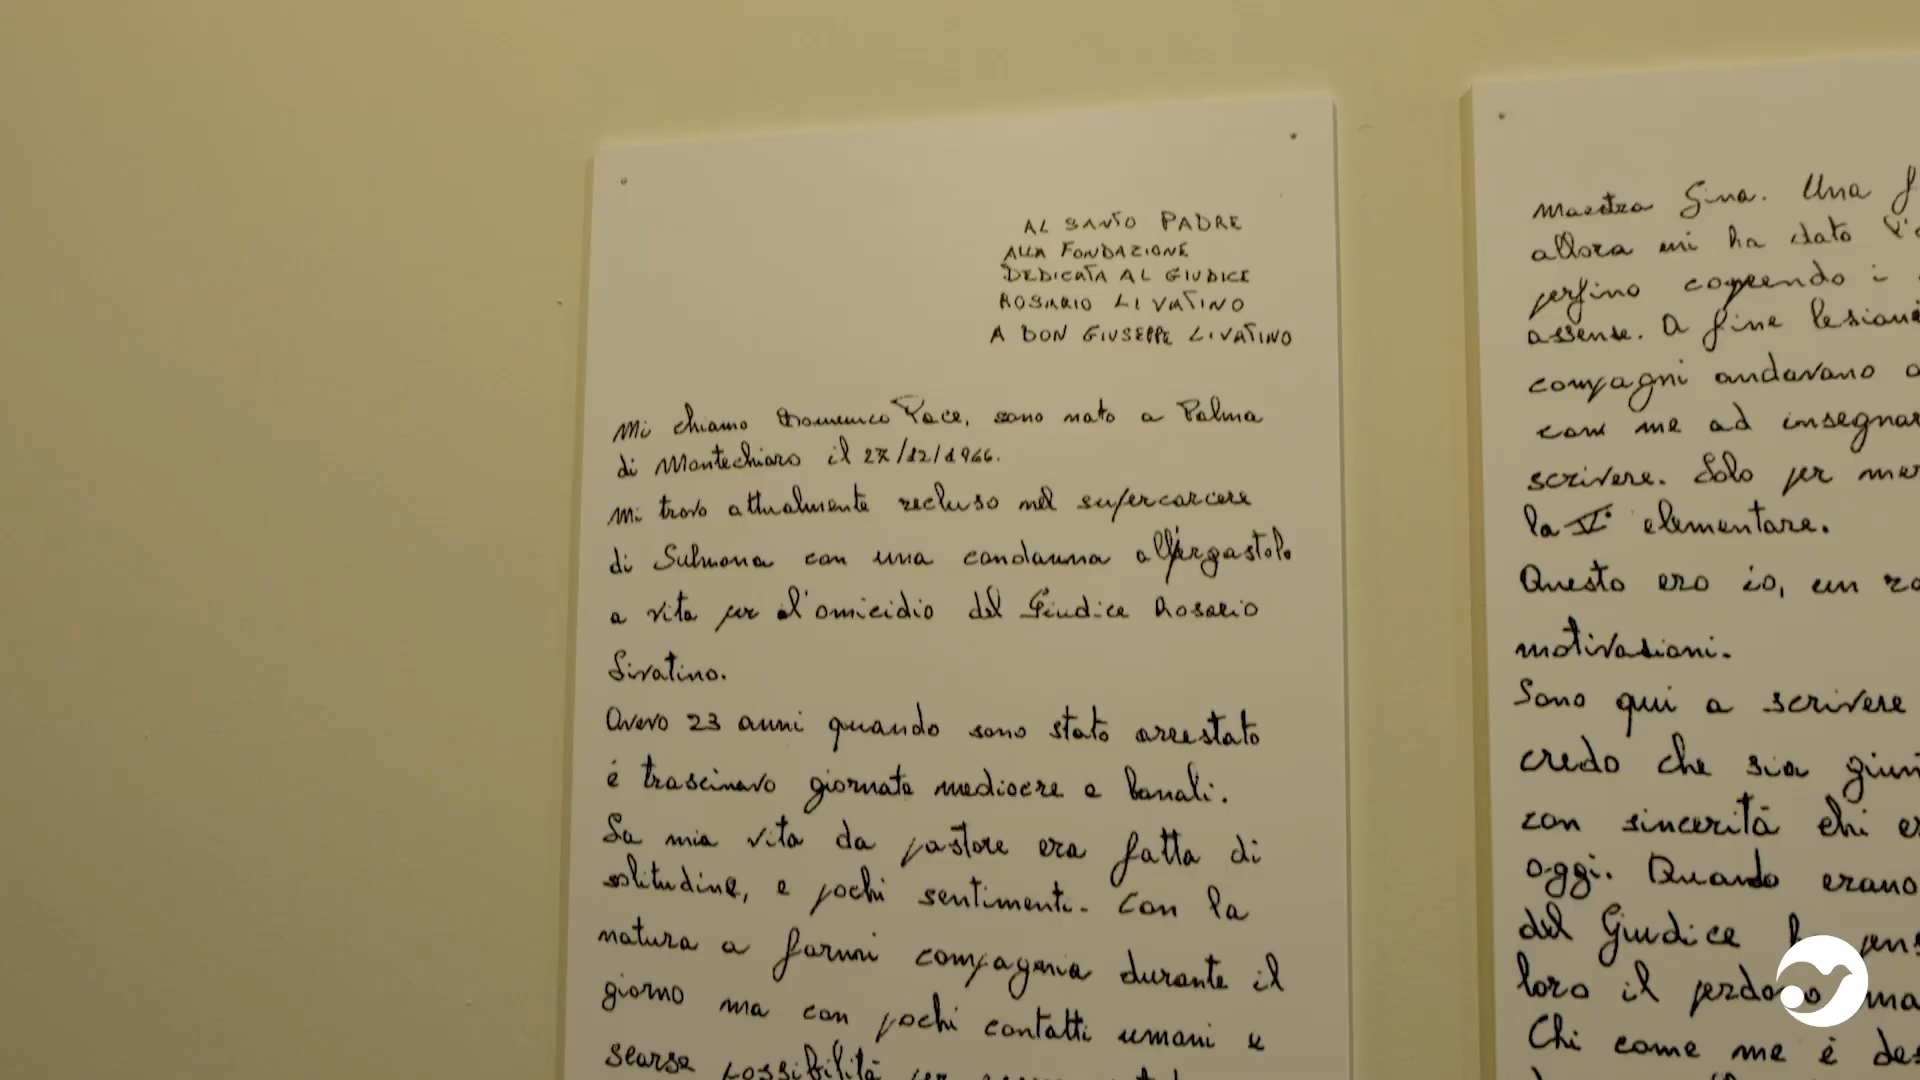 AL SANTO PADRE
ALLA FONDAZIONE
DEDICATA AL GIUDICE
ROSARIO LIVATINO
A DON GIUSEPPE LIVATINO
Mi chiamo Domenico Pace, sono nato a Palma
di Montechiaro il 27/12/1966.
Mi trovo attualmente recluso nel supercarcere
di Sulmona con una condanna all'ergastolo
a vita per l'omicidio del Giudice Rosario
Livatino.
Avevo 23 anni quando sono stato arrestato
é trascinavo giornate mediocre e banali.
La mia vita da pastore era fatta di
solitudine, e pochi sentimenti. Con la
natura a farmi compagnia durante il
giorno ma con pochi contatti umani e
scarse possibilità per
Maestra Gina. Una
allora mi ha dato
perfino coprendo i
assense. A fine lesione
compagni andavano
con me ad insegnar
scrivere. Solo per
la V° elementare.
Questo ero io, un
motivasioni.
Sono qui a scrivere
credo che sia
con sincerità chi
oggi. Quando erano
del Giudice
loro il perdono ma
Chi come me è